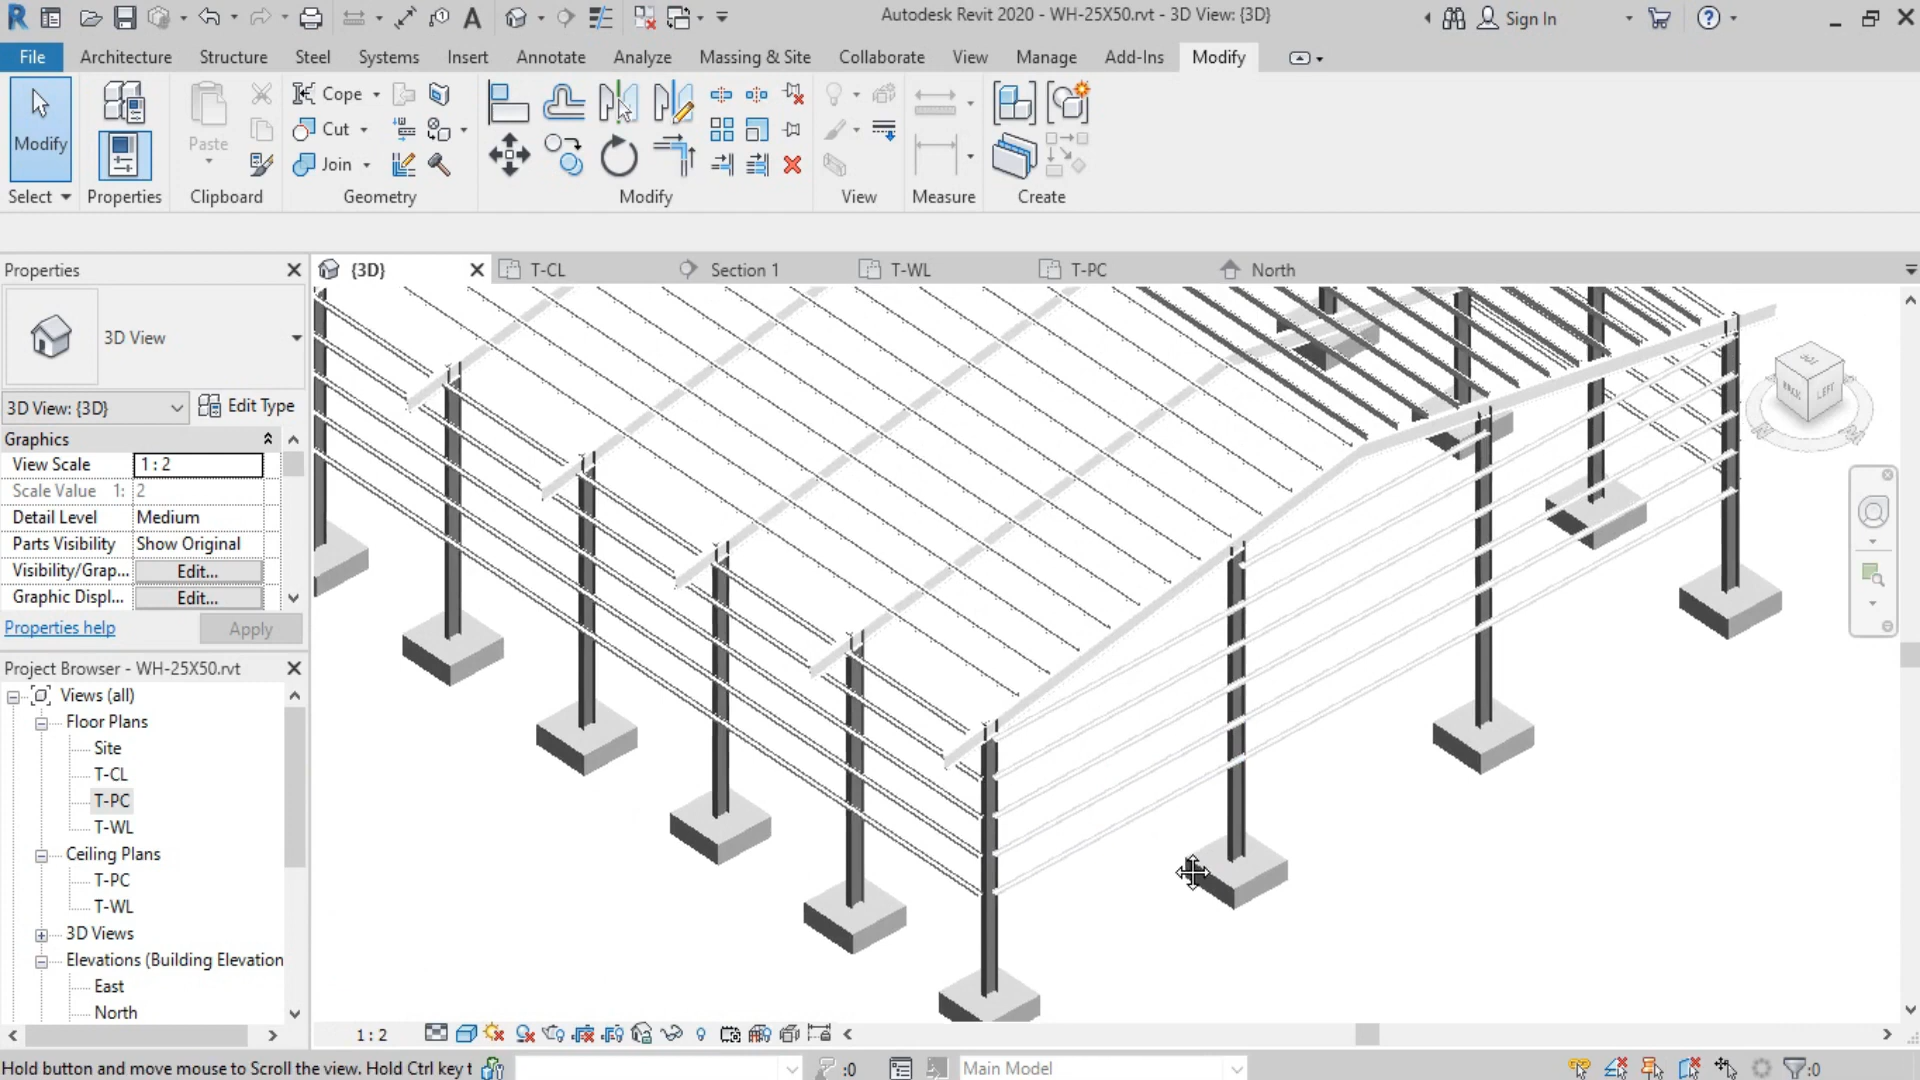 Autodesk Revit 2020 - WH-25X50.rvt - 3D View: {3D}
Sign In
File
Architecture
Structure
Steel
Systems
Insert
Annotate
Analyze
Massing & Site
Collaborate
View
Manage
Add-Ins
Modify
Modify
Paste
Cope
Cut
Join
Select
Properties
Clipboard
Geometry
Modify
View
Measure
Create
Properties
{3D}
T-CL
Section 1
T-WL
T-PC
North
3D View
3D View: {3D}
Edit Type
Graphics
View Scale
1 : 2
Scale Value 1:
2
Detail Level
Medium
Parts Visibility
Show Original
Visibility/Grap...
Edit...
Graphic Displ...
Edit...
Properties help
Apply
Project Browser - WH-25X50.rvt
Views (all)
Floor Plans
Site
T-CL
T-PC
T-WL
Ceiling Plans
T-PC
T-WL
3D Views
Elevations (Building Elevation
East
North
BACK
LEFT
1 : 2
Hold button and move mouse to Scroll the view. Hold Ctrl key t
:0
Main Model
:0